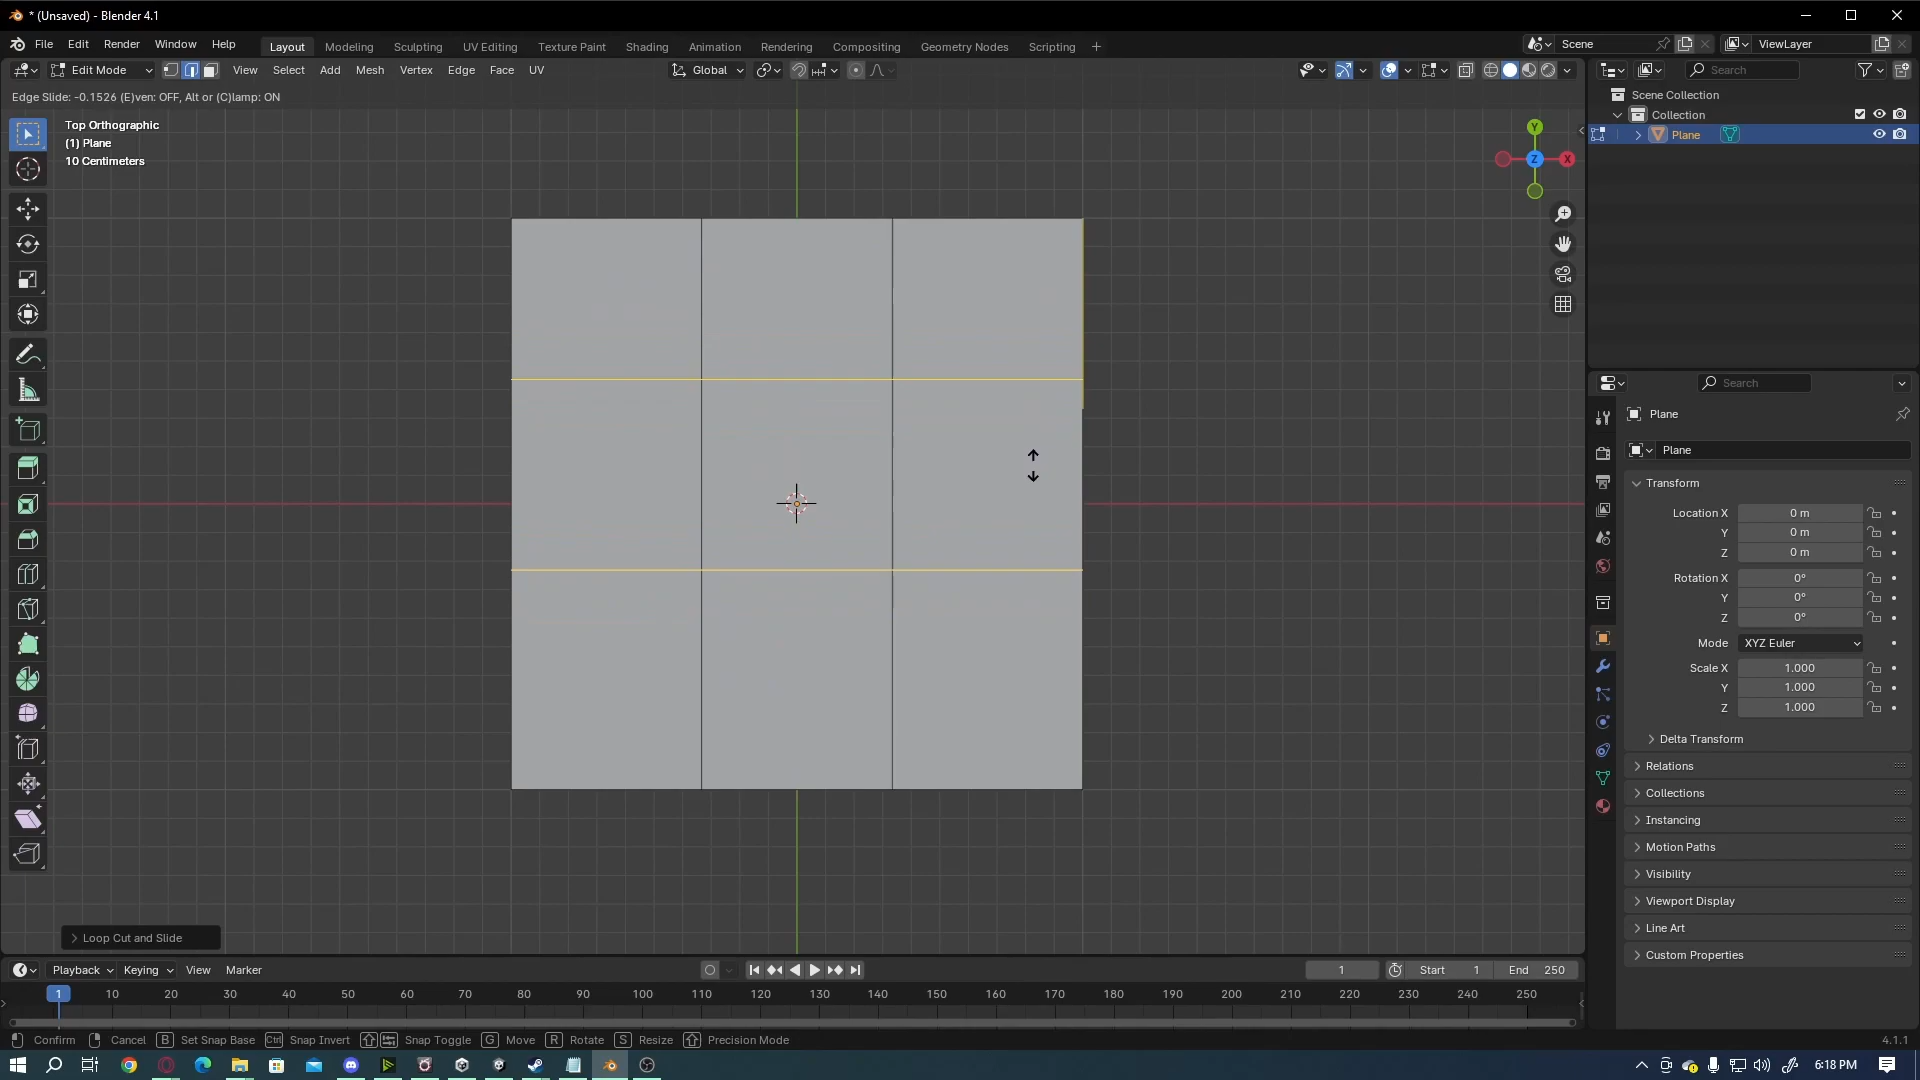 * (Unsaved) - Blender 4.1
File Edit Render Window Help Layout Modeling Sculpting UV Editing Texture Paint Shading Animation Rendering Compositing Geometry Nodes Scripting + Scene ViewLayer
Edit Mode View Select Add Mesh Vertex Edge Face UV Global Search
Edge Slide: -0.1526 (E)ven: OFF, Alt or (C)lamp: ON
Scene Collection
Collection
Plane
Top Orthographic
(1) Plane
10 Centimeters
Y
Z X
Search
Plane
Plane
Transform
Location X 0 m
Y 0 m
Z 0 m
Rotation X 0°
Y 0°
Z 0°
Mode XYZ Euler
Scale X 1.000
Y 1.000
Z 1.000
Delta Transform
Relations
Collections
Instancing
Motion Paths
Visibility
Viewport Display
Line Art
Custom Properties
Loop Cut and Slide
Playback Keying View Marker 1 Start 1 End 250
1 10 20 30 40 50 60 70 80 90 100 110 120 130 140 150 160 170 180 190 200 210 220 230 240 250
Confirm Cancel B Set Snap Base Ctrl Snap Invert Snap Toggle G Move R Rotate S Resize Precision Mode 4.1.1
6:18 PM